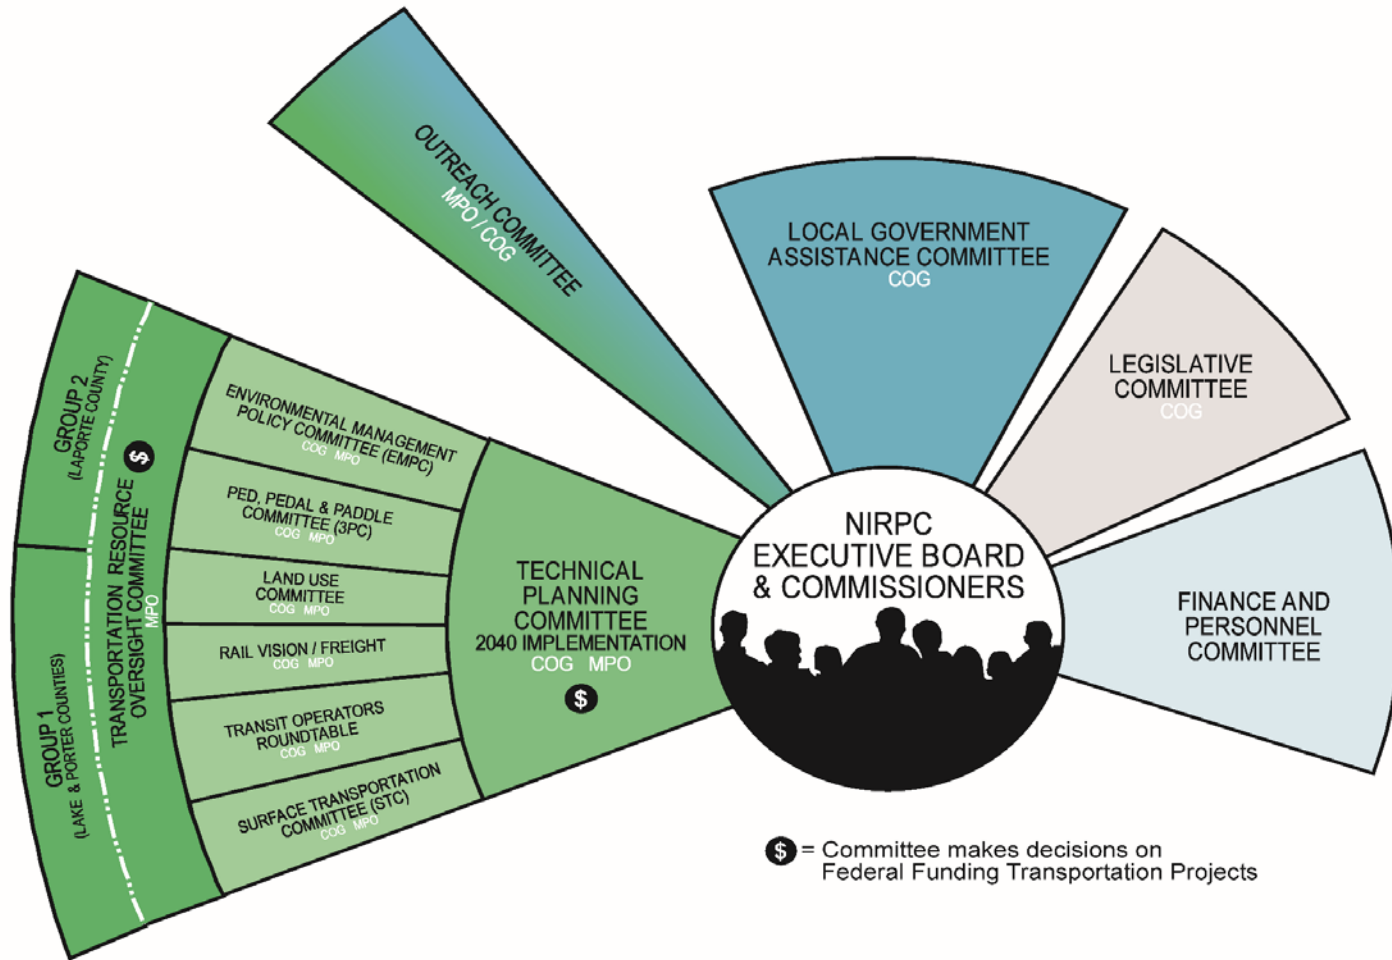 OUTREACH COMMITTEE
MPO / COG
LOCAL GOVERNMENT
ASSISTANCE COMMITTEE
COG
LEGISLATIVE
COMMITTEE
COG
FINANCE AND
PERSONNEL
COMMITTEE
NIRPC
EXECUTIVE BOARD
& COMMISSIONERS
TECHNICAL
PLANNING
COMMITTEE
2040 IMPLEMENTATION
COG MPO
$
ENVIRONMENTAL MANAGEMENT
POLICY COMMITTEE (EMPC)
COG MPO
PED, PEDAL & PADDLE
COMMITTEE (3PC)
COG MPO
LAND USE
COMMITTEE
COG MPO
RAIL VISION / FREIGHT
COG MPO
TRANSIT OPERATORS
ROUNDTABLE
COG MPO
SURFACE TRANSPORTATION
COMMITTEE (STC)
COG MPO
TRANSPORTATION RESOURCE
OVERSIGHT COMMITTEE
$
MPO
GROUP 2
(LAPORTE COUNTY)
GROUP 1
(LAKE & PORTER COUNTIES)
$ = Committee makes decisions on
Federal Funding Transportation Projects